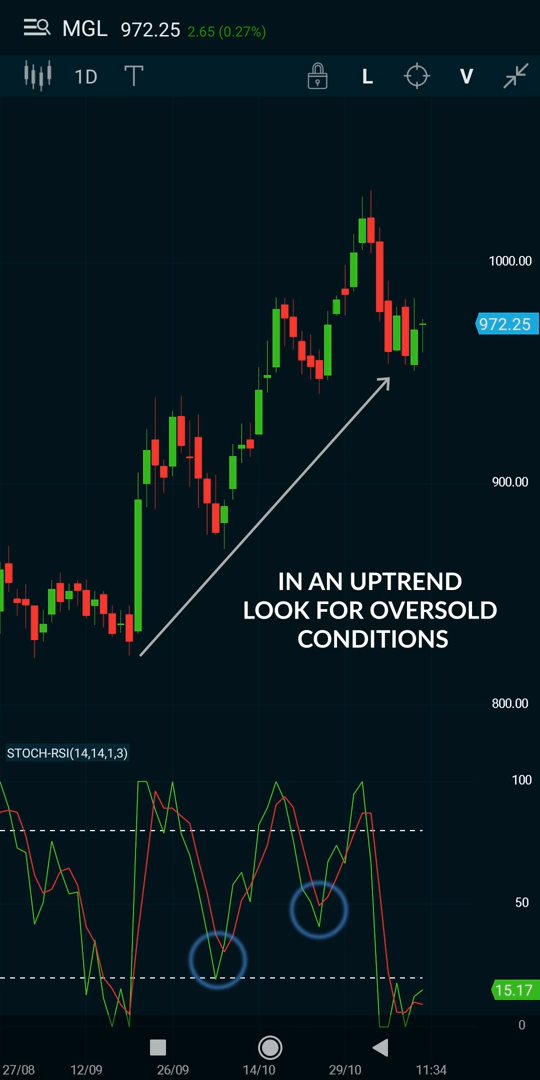 MGL 972.25 2.65 (0.27%)
1D T L V
1000.00
972.25
900.00
IN AN UPTREND
LOOK FOR OVERSOLD
CONDITIONS
800.00
STOCH-RSI(14,14,1,3)
100
50
15.17
0
27/08 12/09 26/09 14/10 29/10 11:34